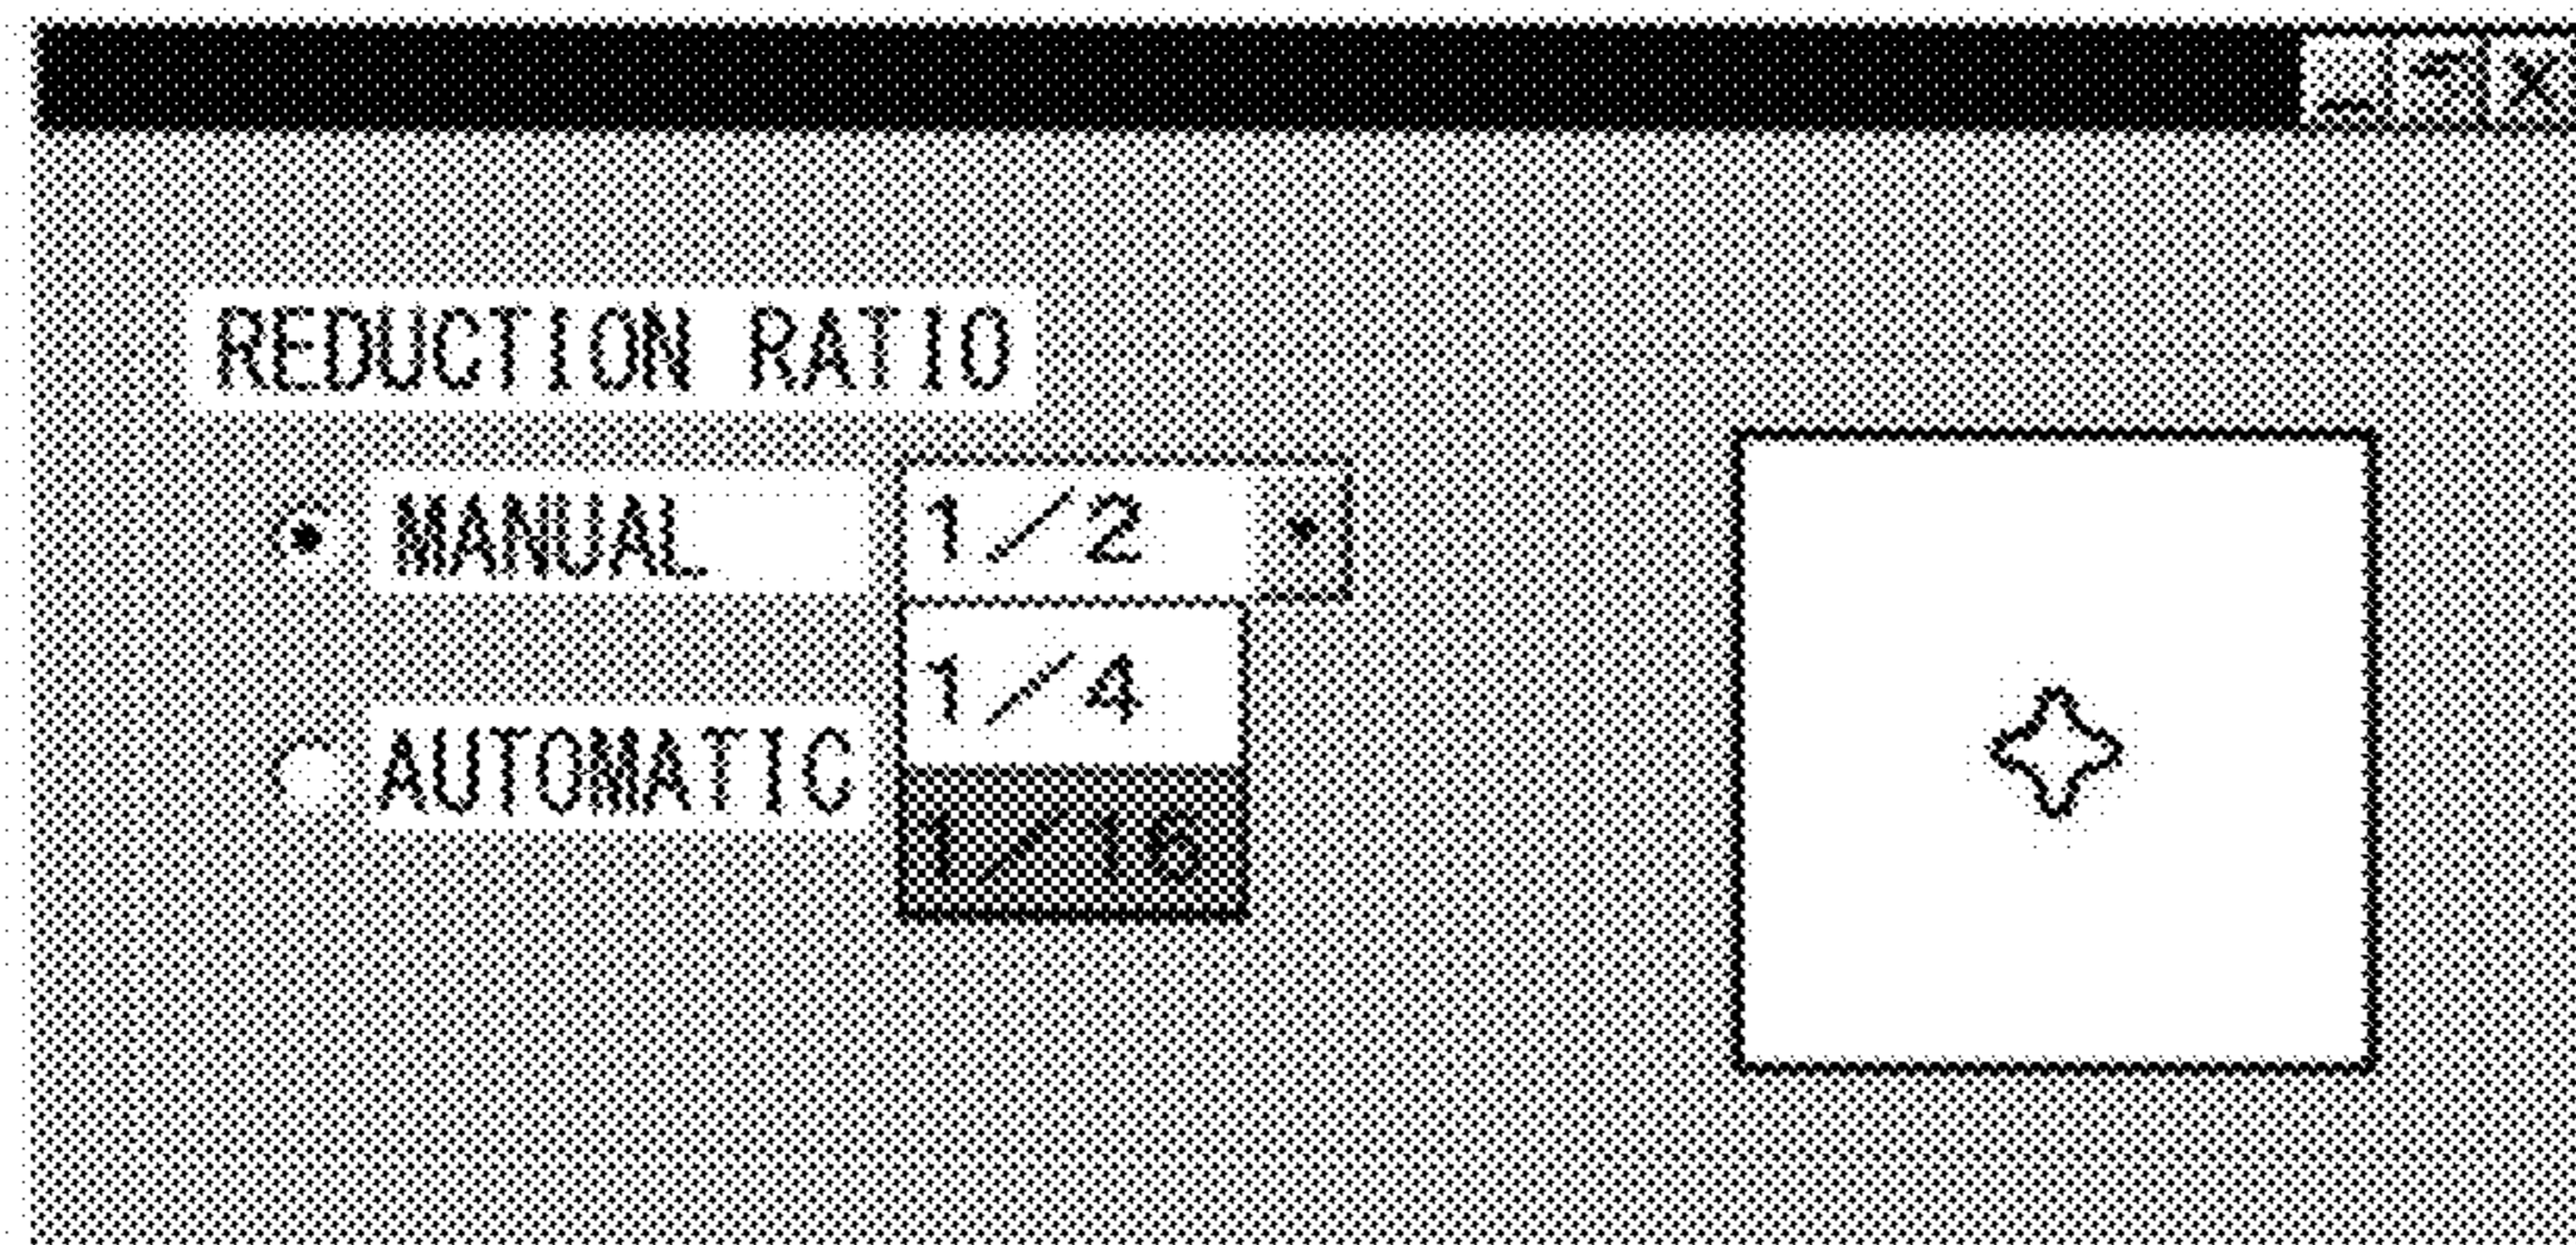 REDUCTION RATIO
MANUAL 1/2
1/4
AUTOMATIC
1/16